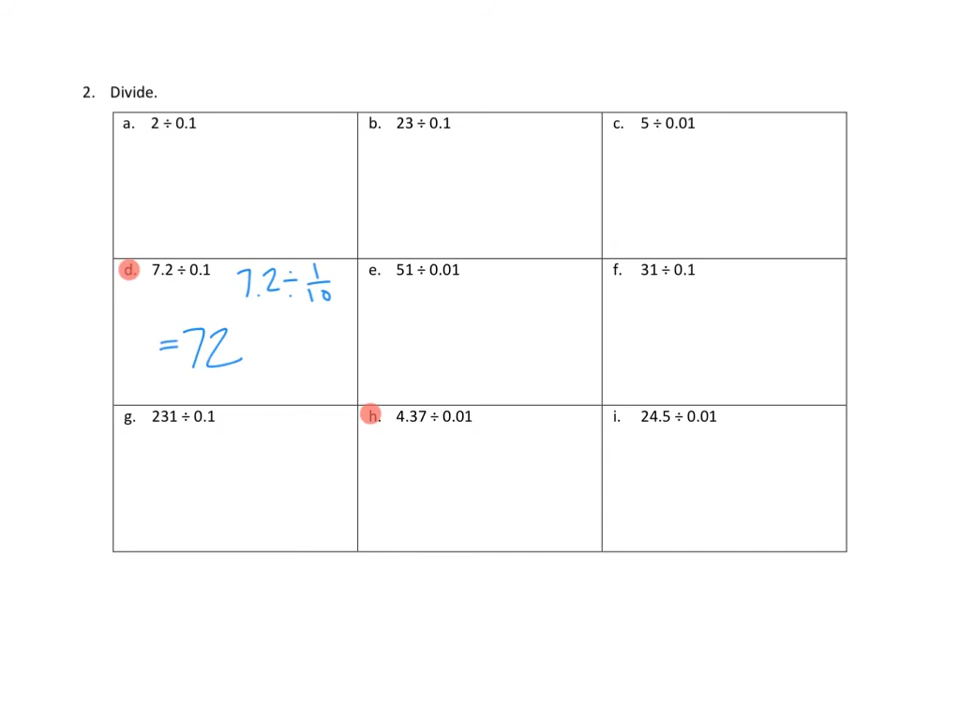 2. Divide.
a. 2 ÷ 0.1
b. 23 ÷ 0.1
c. 5 ÷ 0.01
d. 7.2 ÷ 0.1
7.2 ÷ 1/10
= 72
e. 51 ÷ 0.01
f. 31 ÷ 0.1
g. 231 ÷ 0.1
h. 4.37 ÷ 0.01
i. 24.5 ÷ 0.01